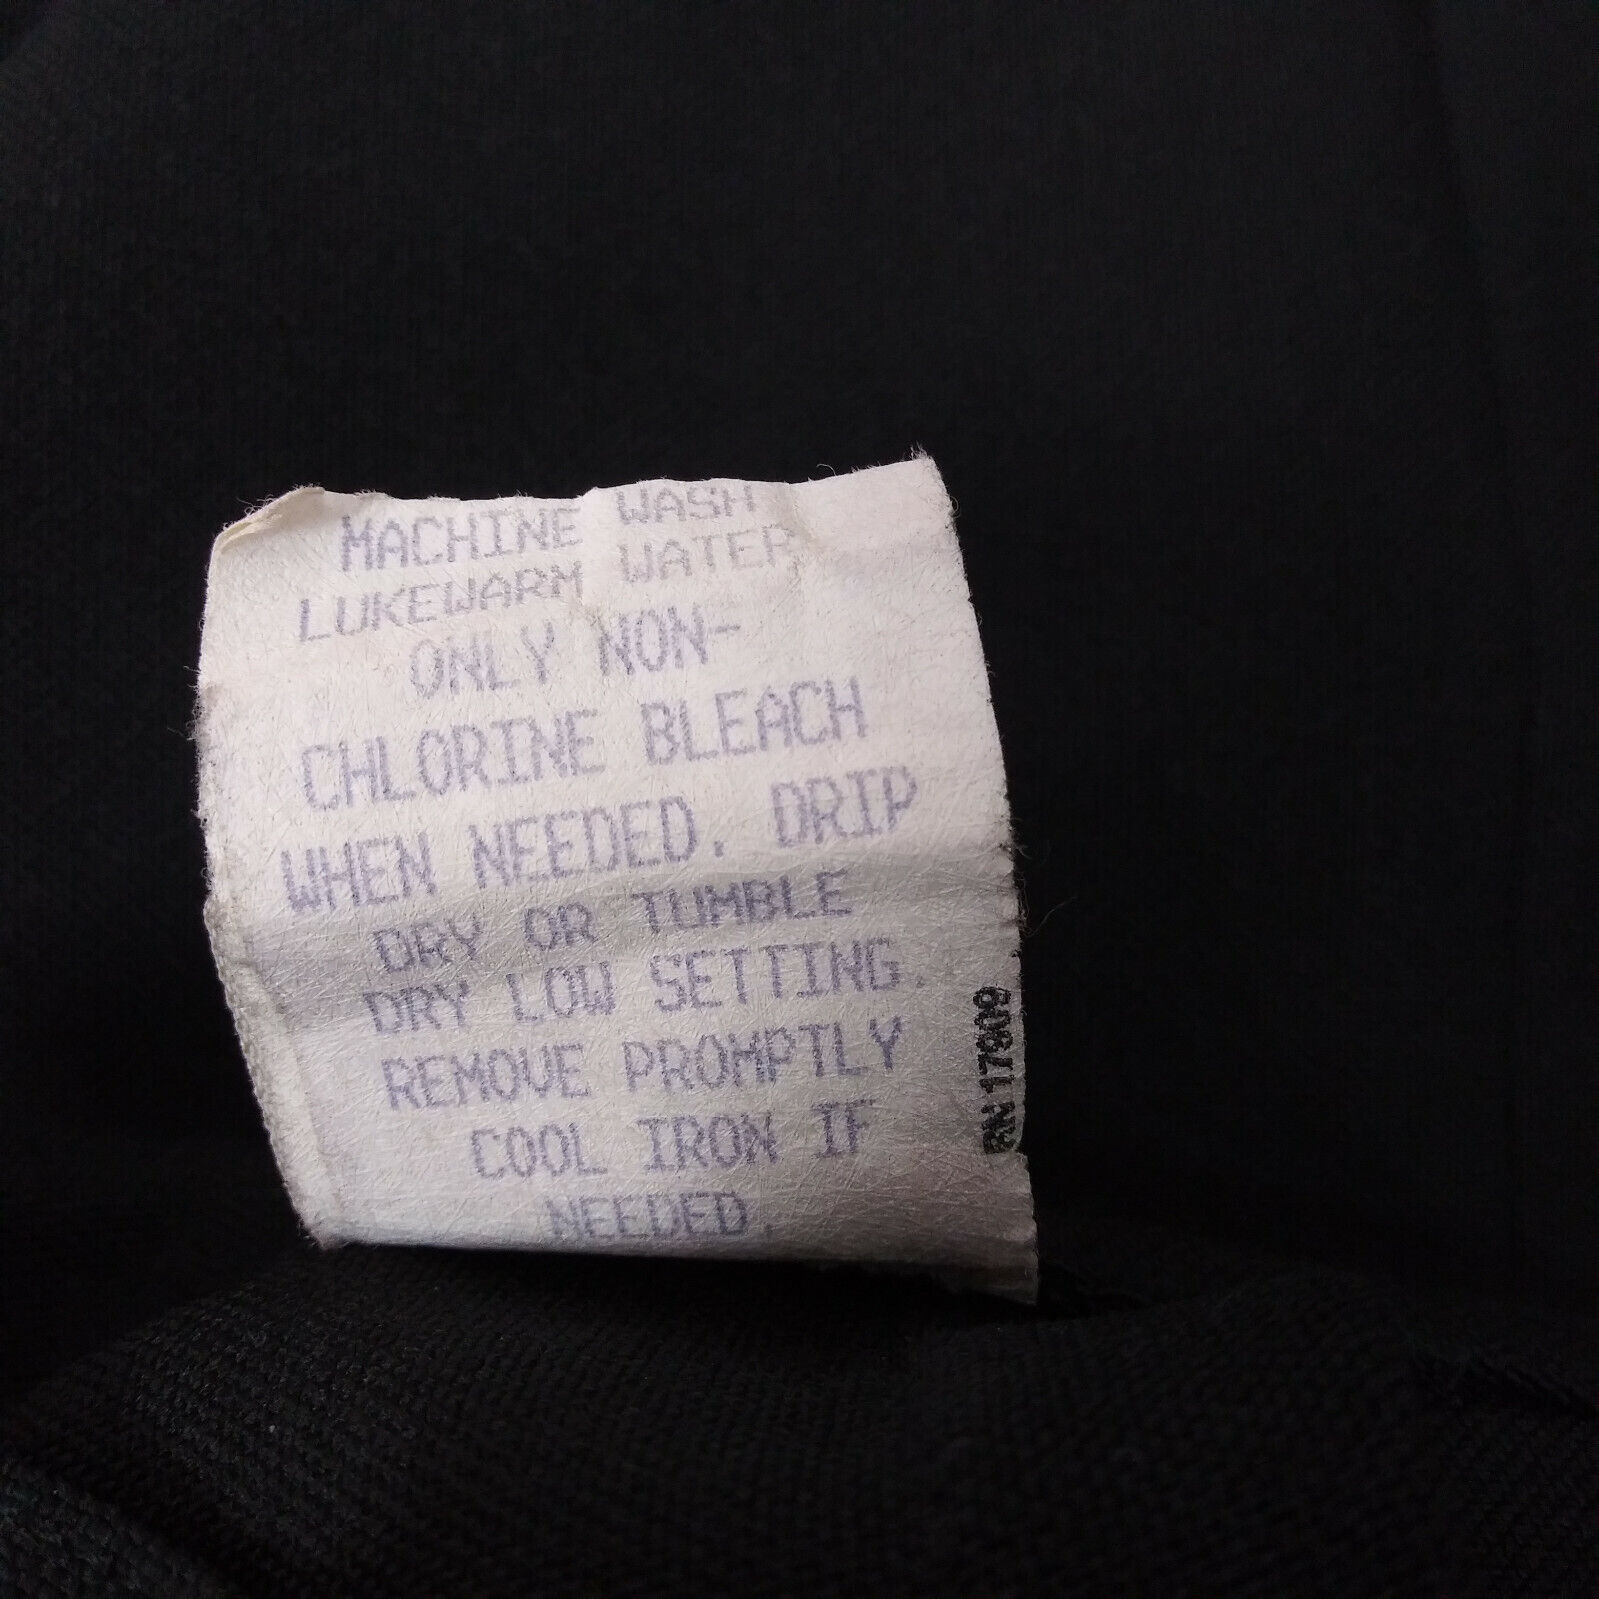 MACHINE WASH
LUKEWARM WATER
ONLY NON-
CHLORINE BLEACH
WHEN NEEDED. DRIP
DRY OR TUMBLE
DRY LOW SETTING.
REMOVE PROMPTLY
COOL IRON IF
NEEDED.
RN 17909